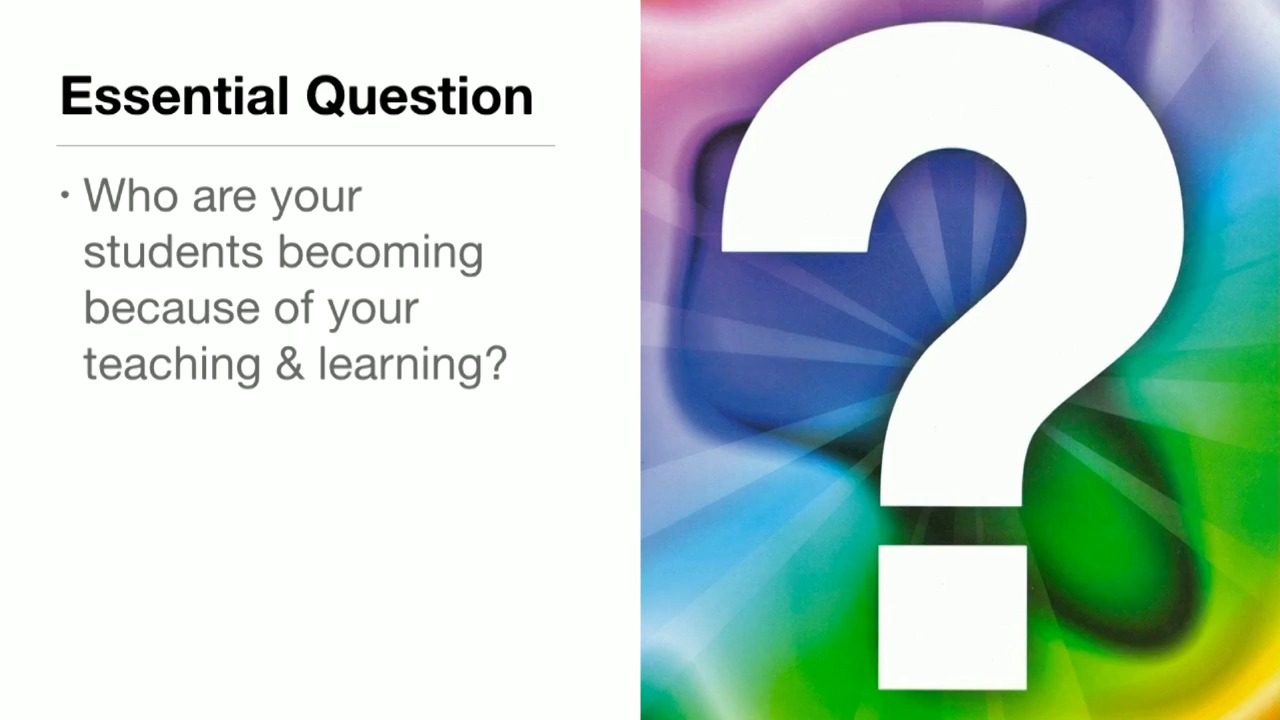 Essential Question
• Who are your
students becoming
because of your
teaching & learning?
?